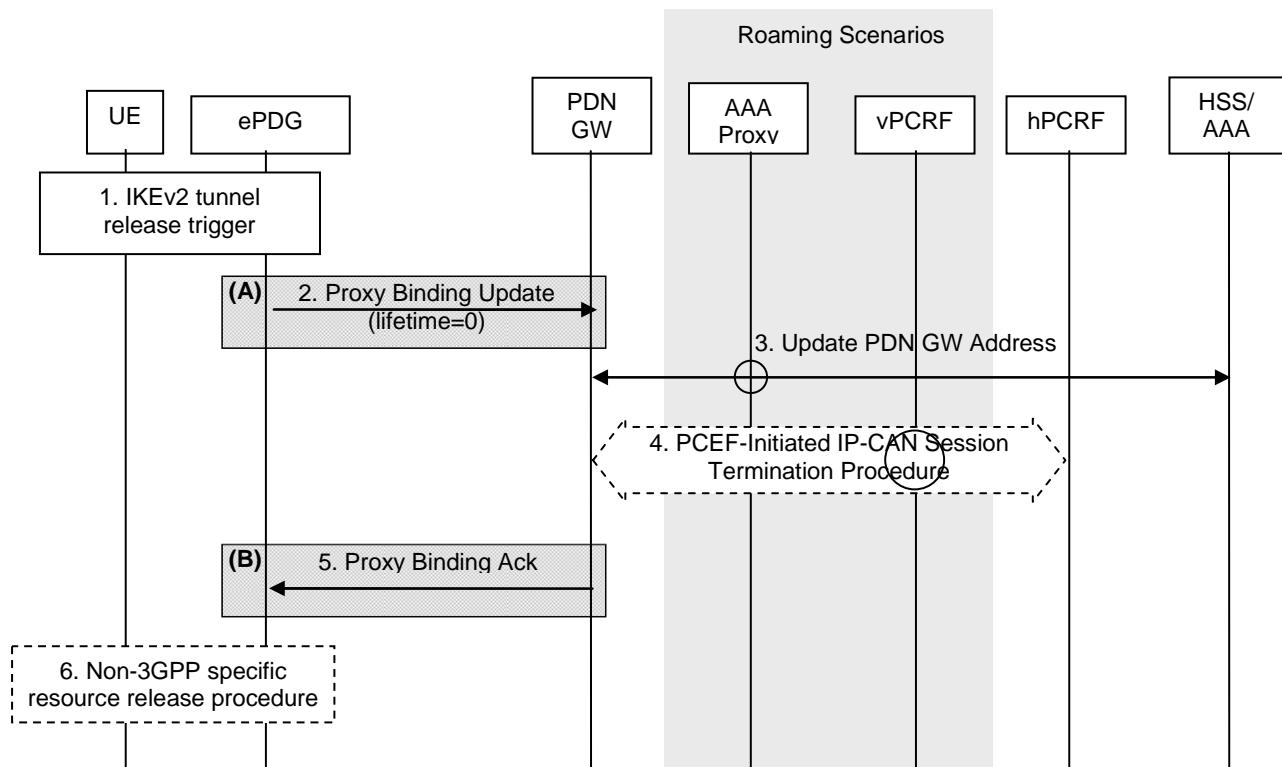 Roaming Scenarios
UE
ePDG
PDN
GW
AAA
Proxy
vPCRF
hPCRF
HSS/
AAA
1. IKEv2 tunnel
release trigger
(A)
2. Proxy Binding Update
(lifetime=0)
3. Update PDN GW Address
4. PCEF-Initiated IP-CAN Session
Termination Procedure
(B)
5. Proxy Binding Ack
6. Non-3GPP specific
resource release procedure